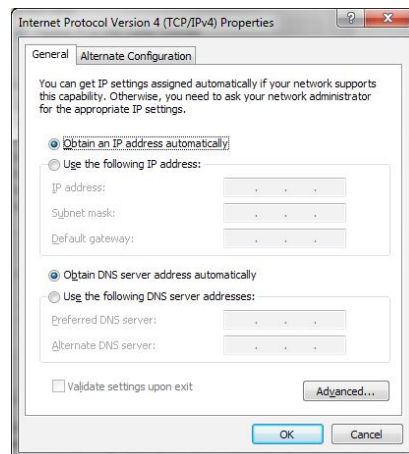 Internet Protocol Version 4 (TCP/IPv4) Properties
General
Alternate Configuration
You can get IP settings assigned automatically if your network supports
this capability. Otherwise, you need to ask your network administrator
for the appropriate IP settings.
Obtain an IP address automatically
Use the following IP address:
IP address:
Subnet mask:
Default gateway:
Obtain DNS server address automatically
Use the following DNS server addresses:
Preferred DNS server:
Alternate DNS server:
Validate settings upon exit
Advanced...
OK
Cancel